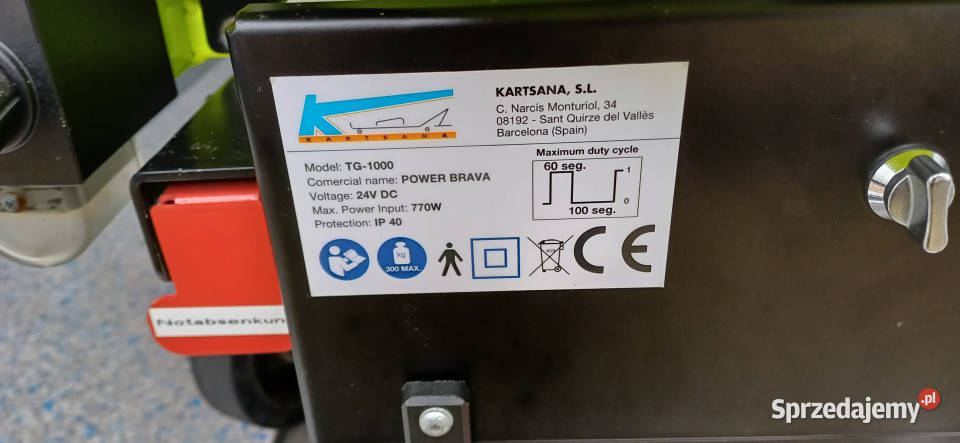 KARTSANA
KARTSANA, S.L.
C. Narcís Monturiol, 34
08192 - Sant Quirze del Vallès
Barcelona (Spain)
Model: TG-1000
Comercial name: POWER BRAVA
Voltage: 24V DC
Max. Power Input: 770W
Protection: IP 40
Maximum duty cycle
60 seg.
1
0
100 seg.
kg
300 MAX.
CE
Notabsenkun
Sprzedajemy.pl